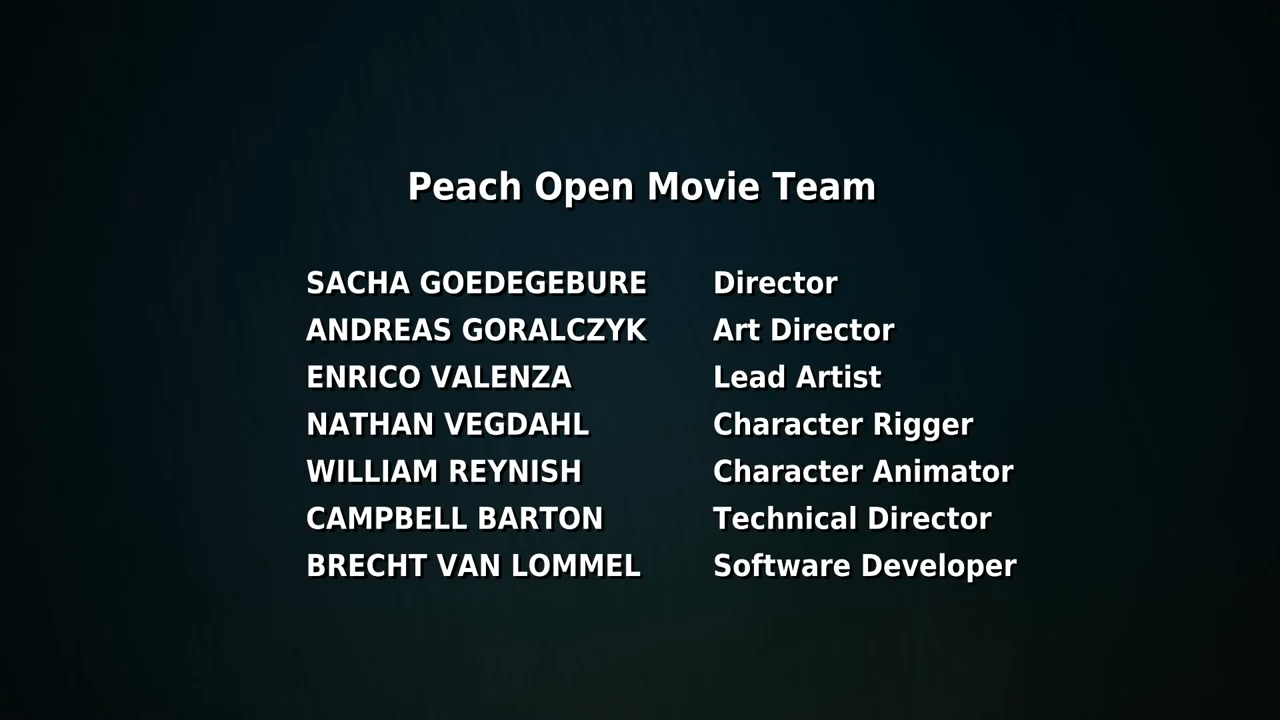 Peach Open Movie Team
SACHA GOEDEGEBURE Director
ANDREAS GORALCZYK Art Director
ENRICO VALENZA Lead Artist
NATHAN VEGDAHL Character Rigger
WILLIAM REYNISH Character Animator
CAMPBELL BARTON Technical Director
BRECHT VAN LOMMEL Software Developer